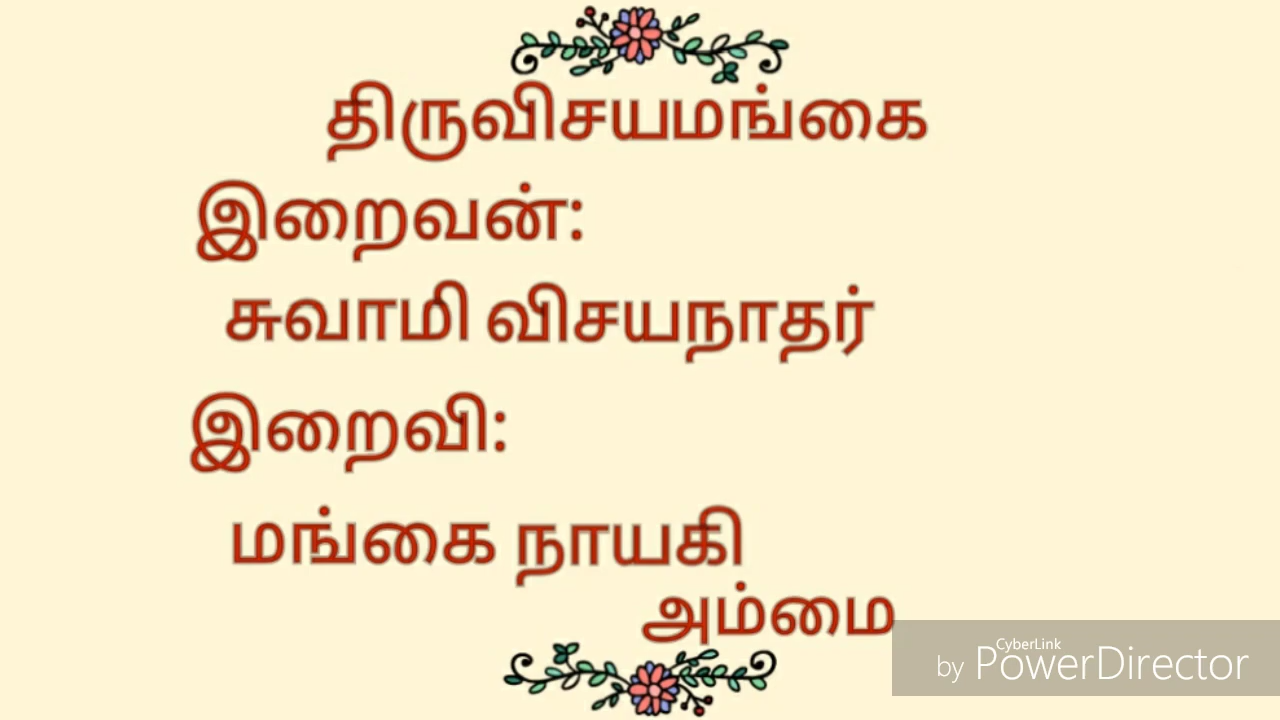 திருவிசயமங்கை
இறைவன்:
சுவாமி விசயநாதர்
இறைவி:
மங்கை நாயகி
அம்மை
CyberLink
by PowerDirector